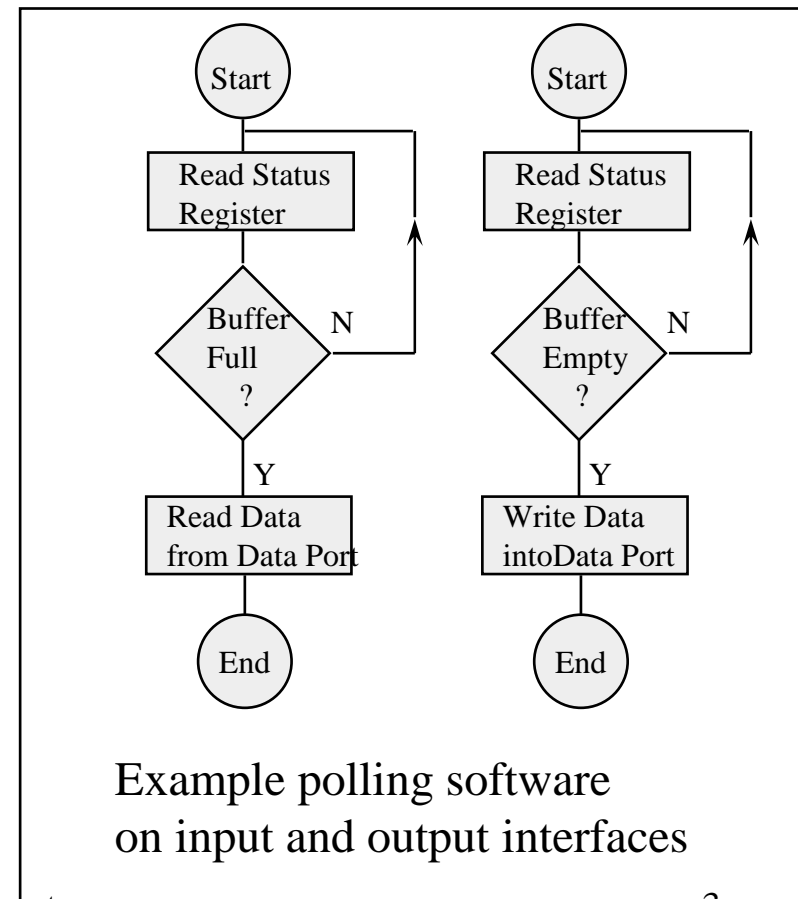 Start
Read Status
Register
Buffer
Full
?
N
Y
Read Data
from Data Port
End
Start
Read Status
Register
Buffer
Empty
?
N
Y
Write Data
intoData Port
End
Example polling software
on input and output interfaces